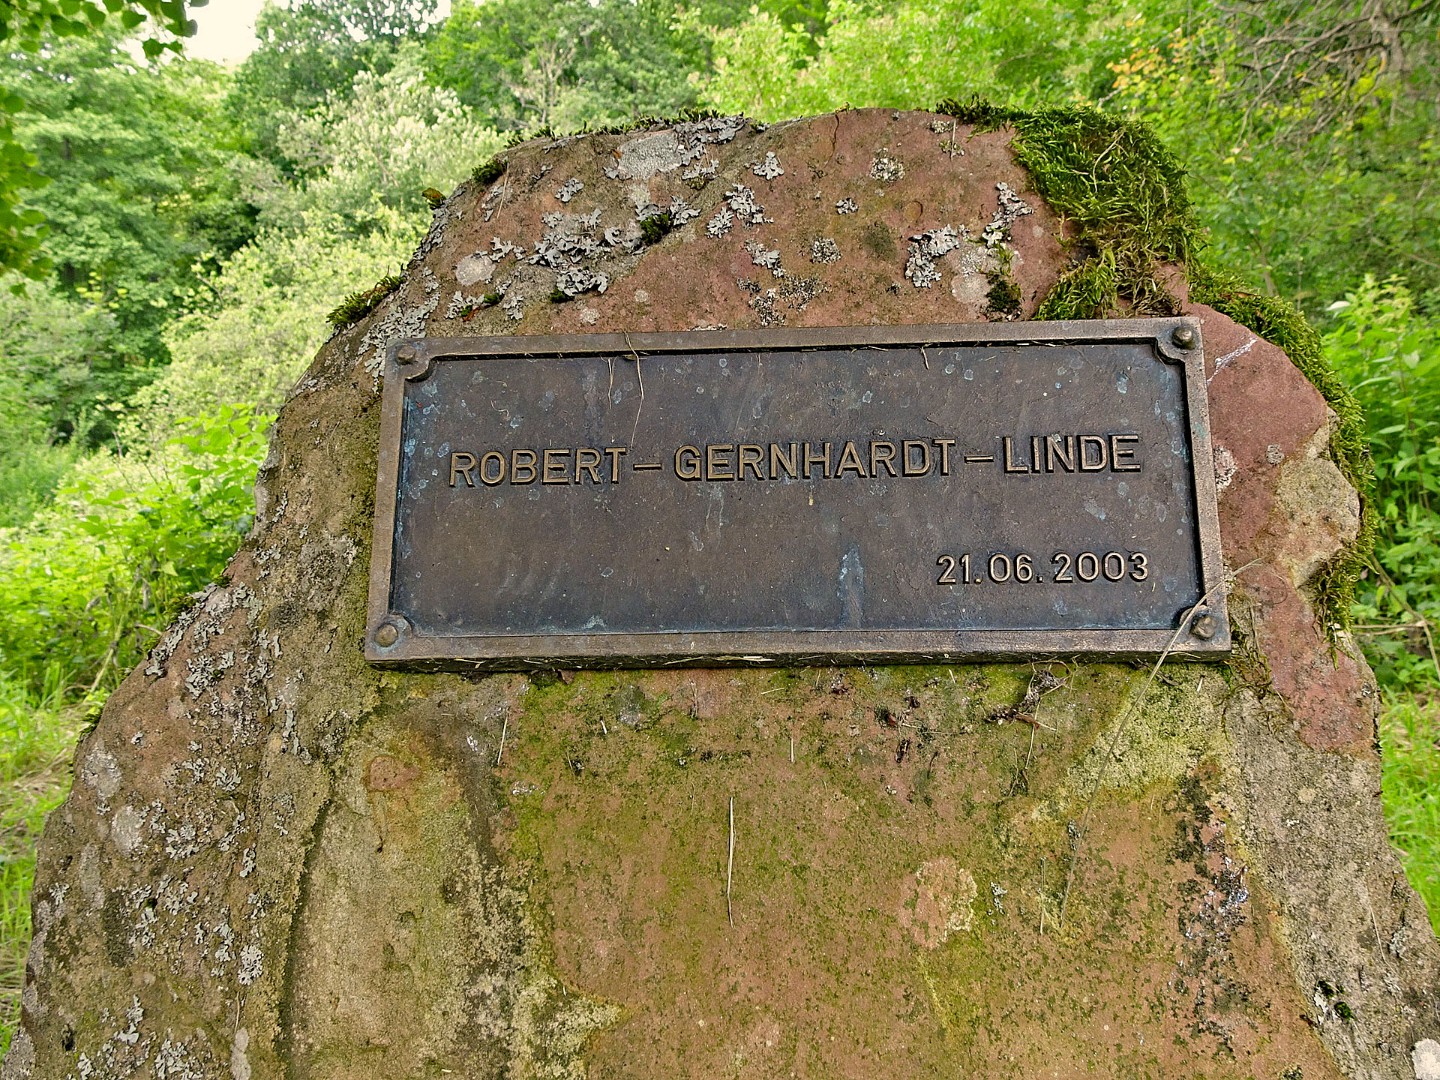 ROBERT – GERNHARDT – LINDE
21.06.2003